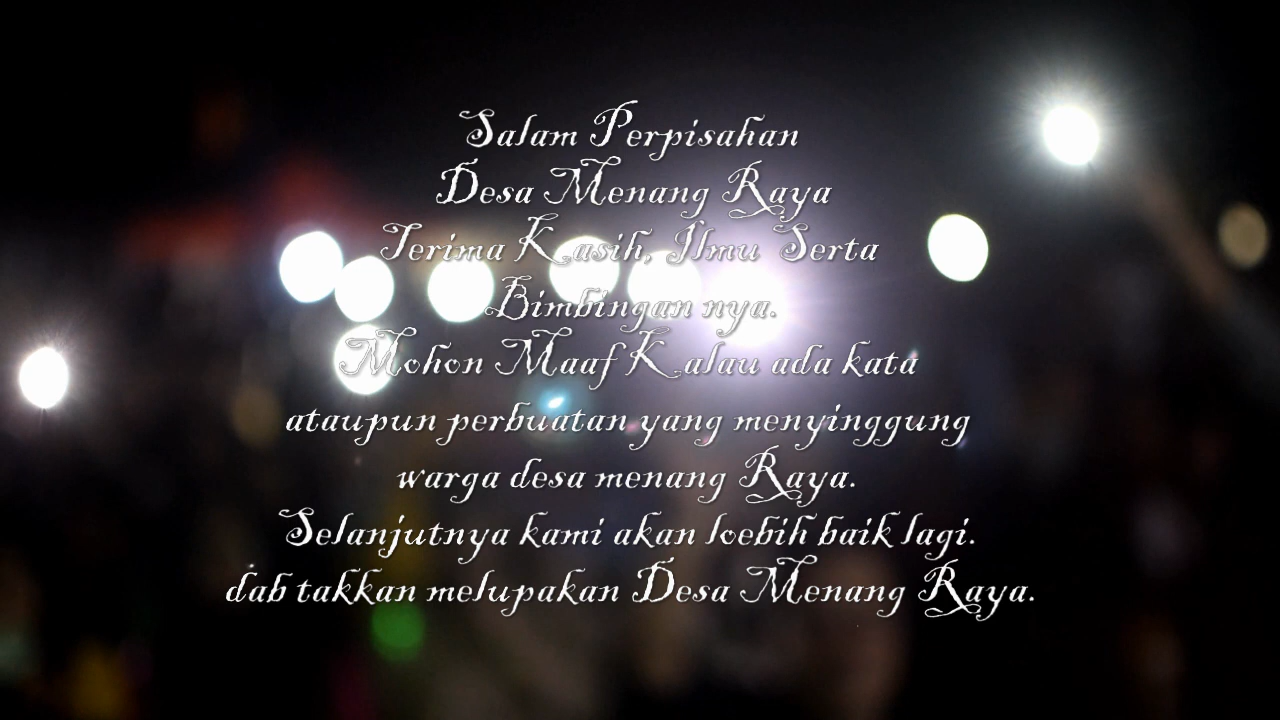 Salam Perpisahan
Desa Menang Raya
Terima Kasih, Ilmu Serta
Bimbingan nya.
Mohon Maaf Kalau ada kata
ataupun perbuatan yang menyinggung
warga desa menang Raya.
Selanjutnya kami akan loebih baik lagi.
dab takkan melupakan Desa Menang Raya.